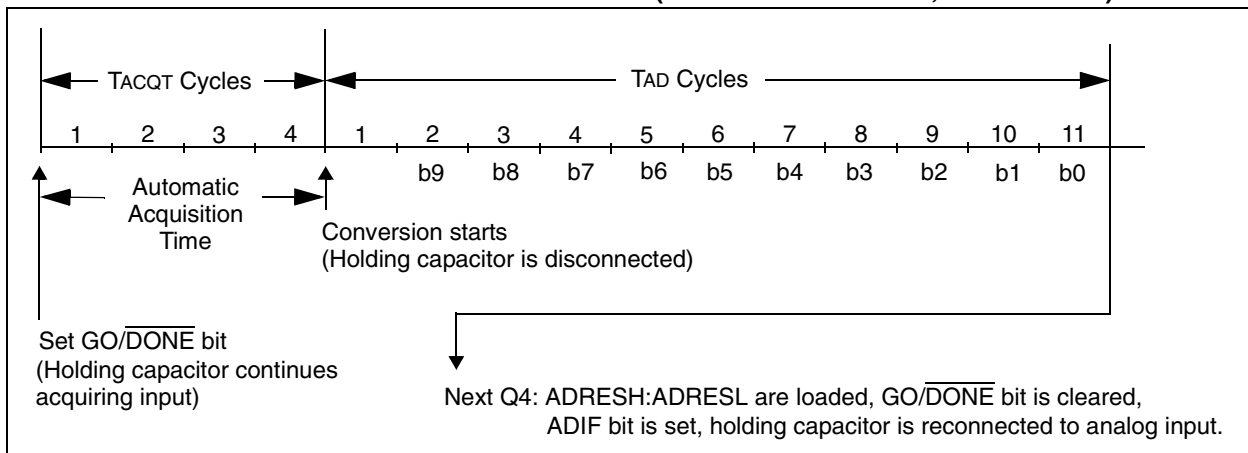 TACQT Cycles TAD Cycles
1 2 3 4 1 2 3 4 5 6 7 8 9 10 11
b9 b8 b7 b6 b5 b4 b3 b2 b1 b0
Automatic
Acquisition
Time
Conversion starts
(Holding capacitor is disconnected)
Set GO/DONE bit
(Holding capacitor continues
acquiring input)
Next Q4: ADRESH:ADRESL are loaded, GO/DONE bit is cleared,
ADIF bit is set, holding capacitor is reconnected to analog input.